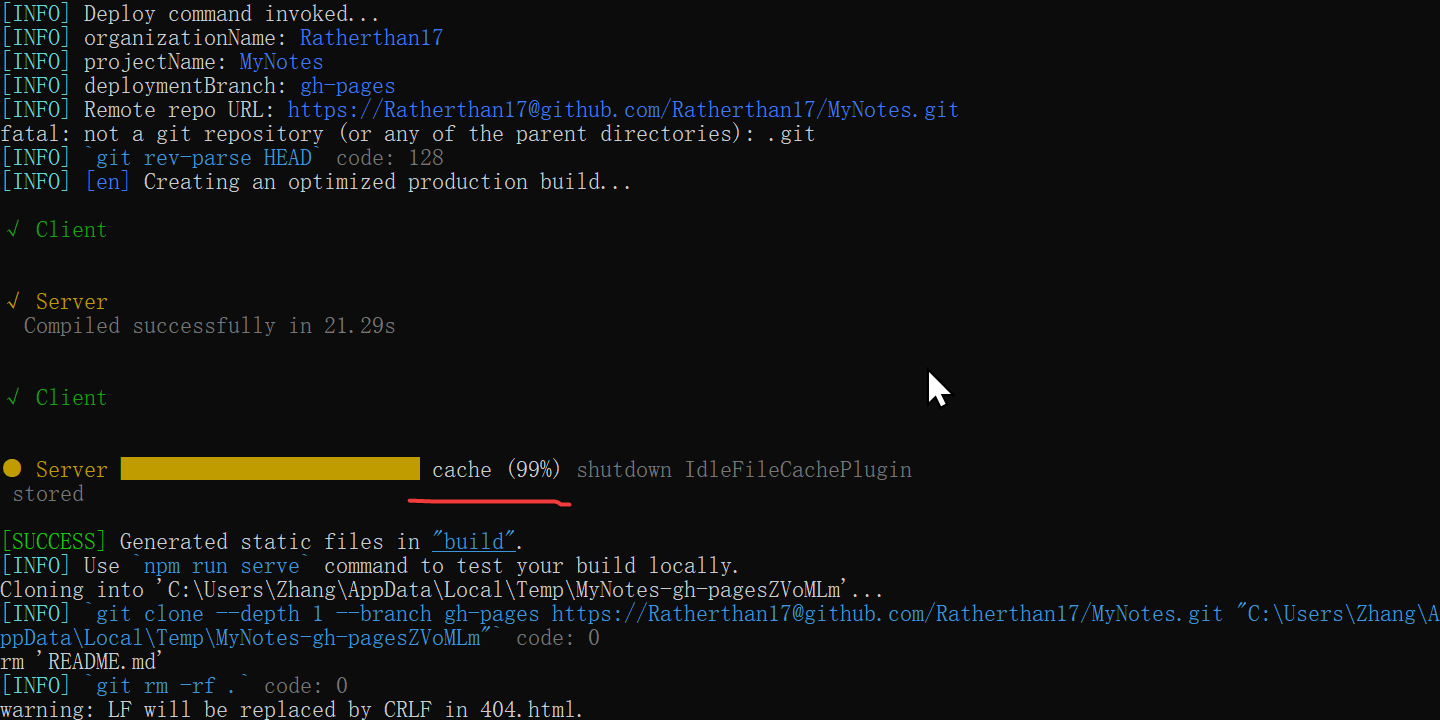 [INFO] Deploy command invoked...
[INFO] organizationName: Ratherthan17
[INFO] projectName: MyNotes
[INFO] deploymentBranch: gh-pages
[INFO] Remote repo URL: https://Ratherthan17@github.com/Ratherthan17/MyNotes.git
fatal: not a git repository (or any of the parent directories): .git
[INFO] `git rev-parse HEAD` code: 128
[INFO] [en] Creating an optimized production build...
√ Client
√ Server
Compiled successfully in 21.29s
√ Client
● Server cache (99%) shutdown IdleFileCachePlugin
stored
[SUCCESS] Generated static files in "build".
[INFO] Use `npm run serve` command to test your build locally.
Cloning into 'C:\Users\Zhang\AppData\Local\Temp\MyNotes-gh-pagesZVoMLm'...
[INFO] `git clone --depth 1 --branch gh-pages https://Ratherthan17@github.com/Ratherthan17/MyNotes.git "C:\Users\Zhang\A
ppData\Local\Temp\MyNotes-gh-pagesZVoMLm"` code: 0
rm 'README.md'
[INFO] `git rm -rf .` code: 0
warning: LF will be replaced by CRLF in 404.html.